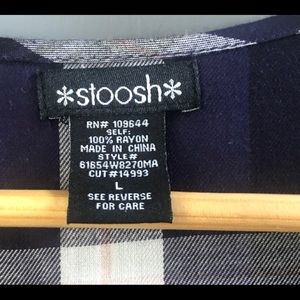 *stoosh*
RN# 109644
SELF:
100% RAYON
MADE IN CHINA
STYLE#
61654W8270MA
CUT#14993
L
SEE REVERSE
FOR CARE